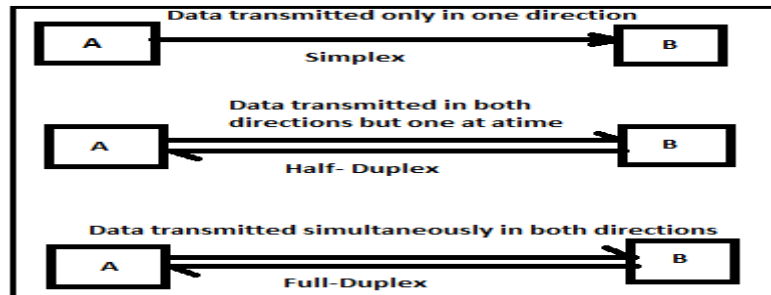 Data transmitted only in one direction
A
B
Simplex
Data transmitted in both
directions but one at atime
A
B
Half- Duplex
Data transmitted simultaneously in both directions
A
B
Full-Duplex